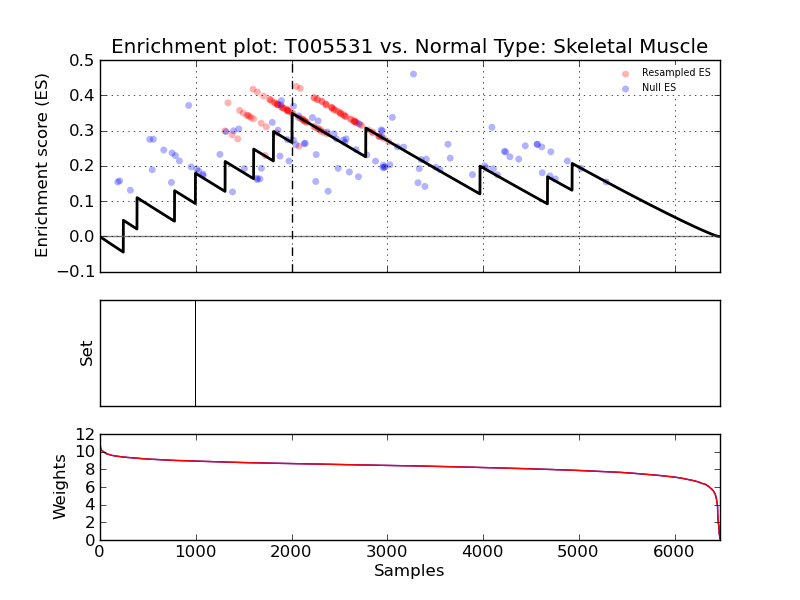 Enrichment plot: T005531 vs. Normal Type: Skeletal Muscle
0.5
0.4
0.3
0.2
0.1
0.0
−0.1
Enrichment score (ES)
Resampled ES
Null ES
Set
12
10
8
6
4
2
0
Weights
0 1000 2000 3000 4000 5000 6000
Samples